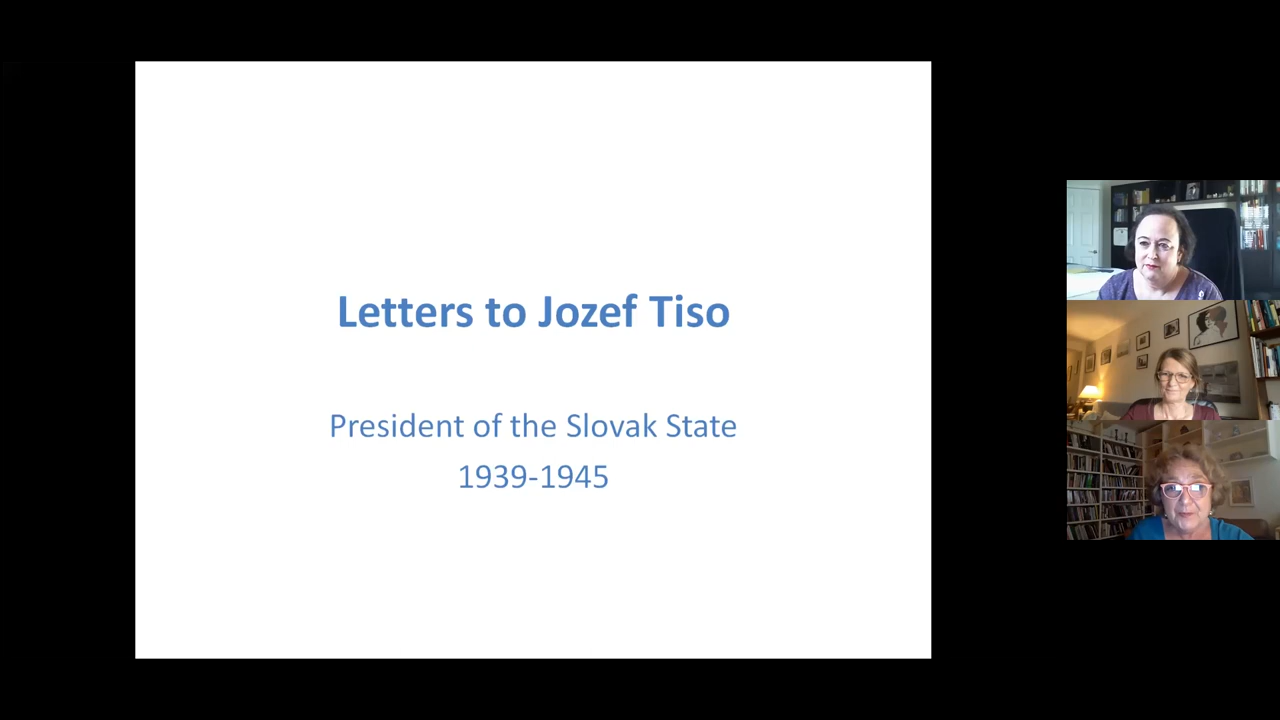 Letters to Jozef Tiso
President of the Slovak State
1939-1945